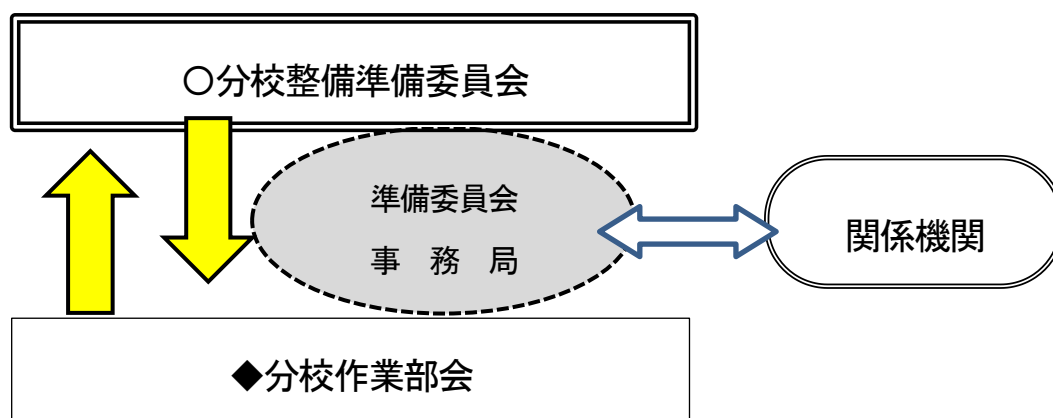 〇分校整備準備委員会
準備委員会
事　務　局
関係機関
◆分校作業部会